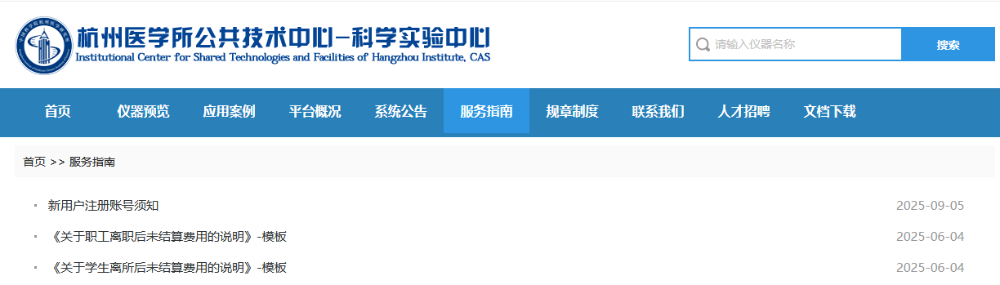 杭州医学所公共技术中心-科学实验中心
Institutional Center for Shared Technologies and Facilities of Hangzhou Institute, CAS
请输入仪器名称 搜索
首页 仪器预览 应用案例 平台概况 系统公告 服务指南 规章制度 联系我们 人才招聘 文档下载
首页 >> 服务指南
新用户注册账号须知 2025-09-05
《关于职工离职后未结算费用的说明》-模板 2025-06-04
《关于学生离所后未结算费用的说明》-模板 2025-06-04